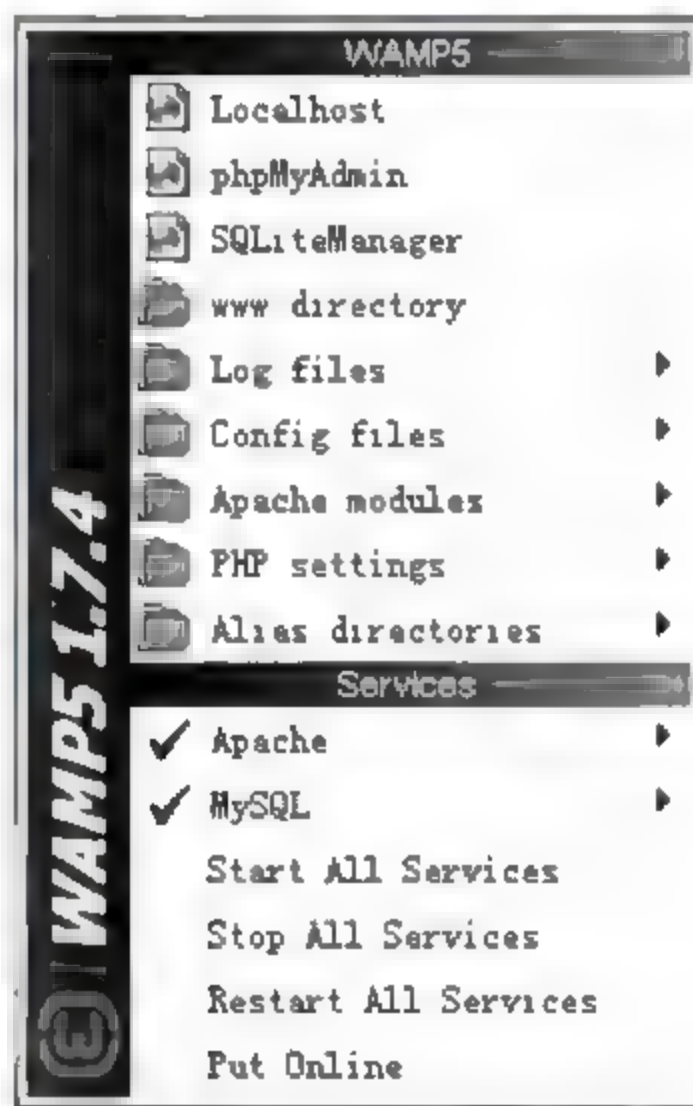 WAMP5
Localhost
phpMyAdmin
SQLiteManager
www directory
Log files
Config files
Apache modules
PHP settings
Alias directories
Services
Apache
MySQL
Start All Services
Stop All Services
Restart All Services
Put Online
WAMP5 1.7.4